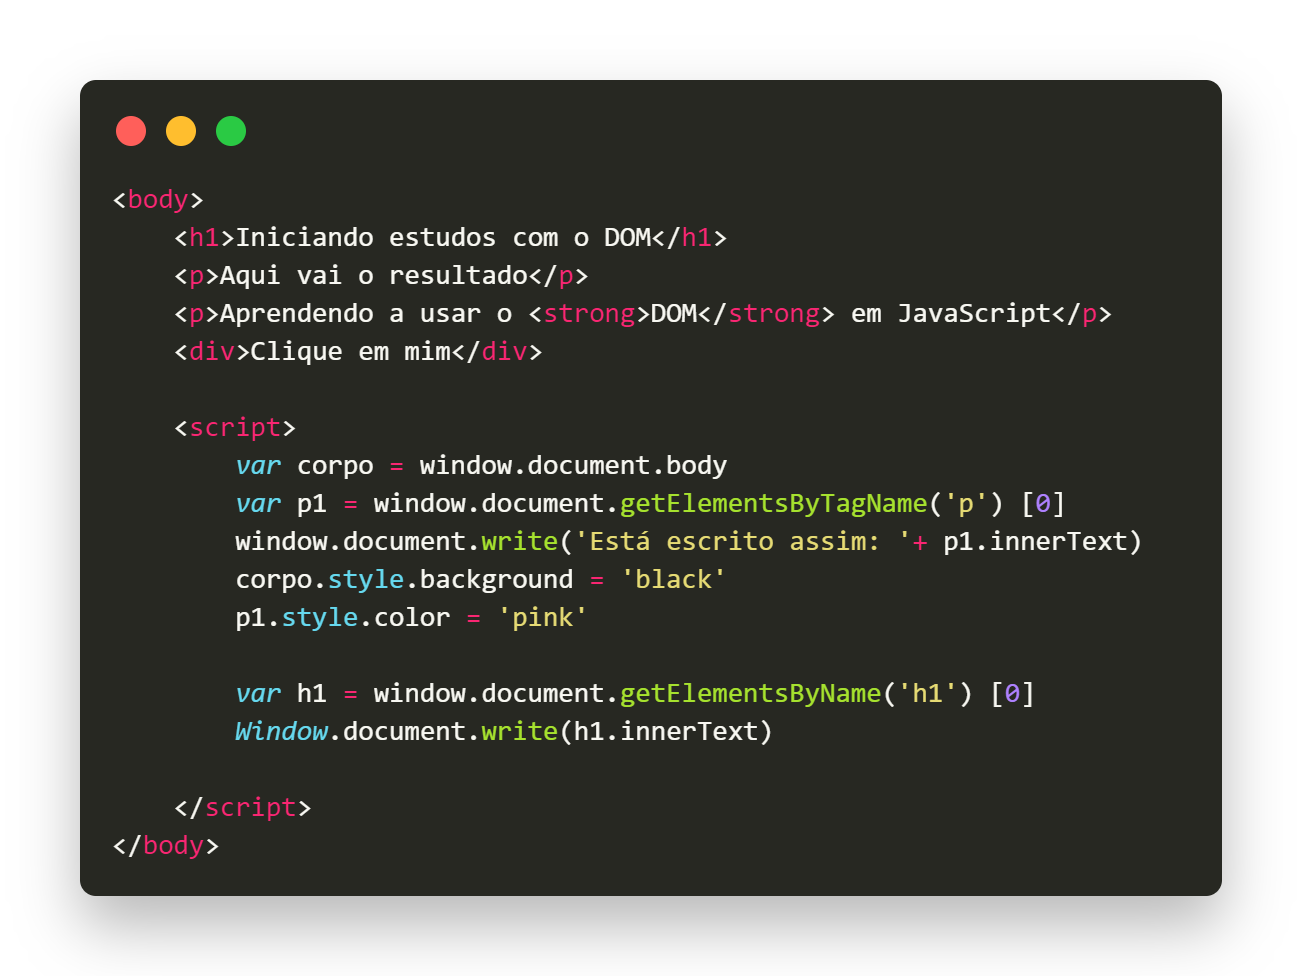 <body>
    <h1>Iniciando estudos com o DOM</h1>
    <p>Aqui vai o resultado</p>
    <p>Aprendendo a usar o <strong>DOM</strong> em JavaScript</p>
    <div>Clique em mim</div>

    <script>
        var corpo = window.document.body
        var p1 = window.document.getElementsByTagName('p') [0]
        window.document.write('Está escrito assim: '+ p1.innerText)
        corpo.style.background = 'black'
        p1.style.color = 'pink'

        var h1 = window.document.getElementsByName('h1') [0]
        Window.document.write(h1.innerText)

    </script>
</body>